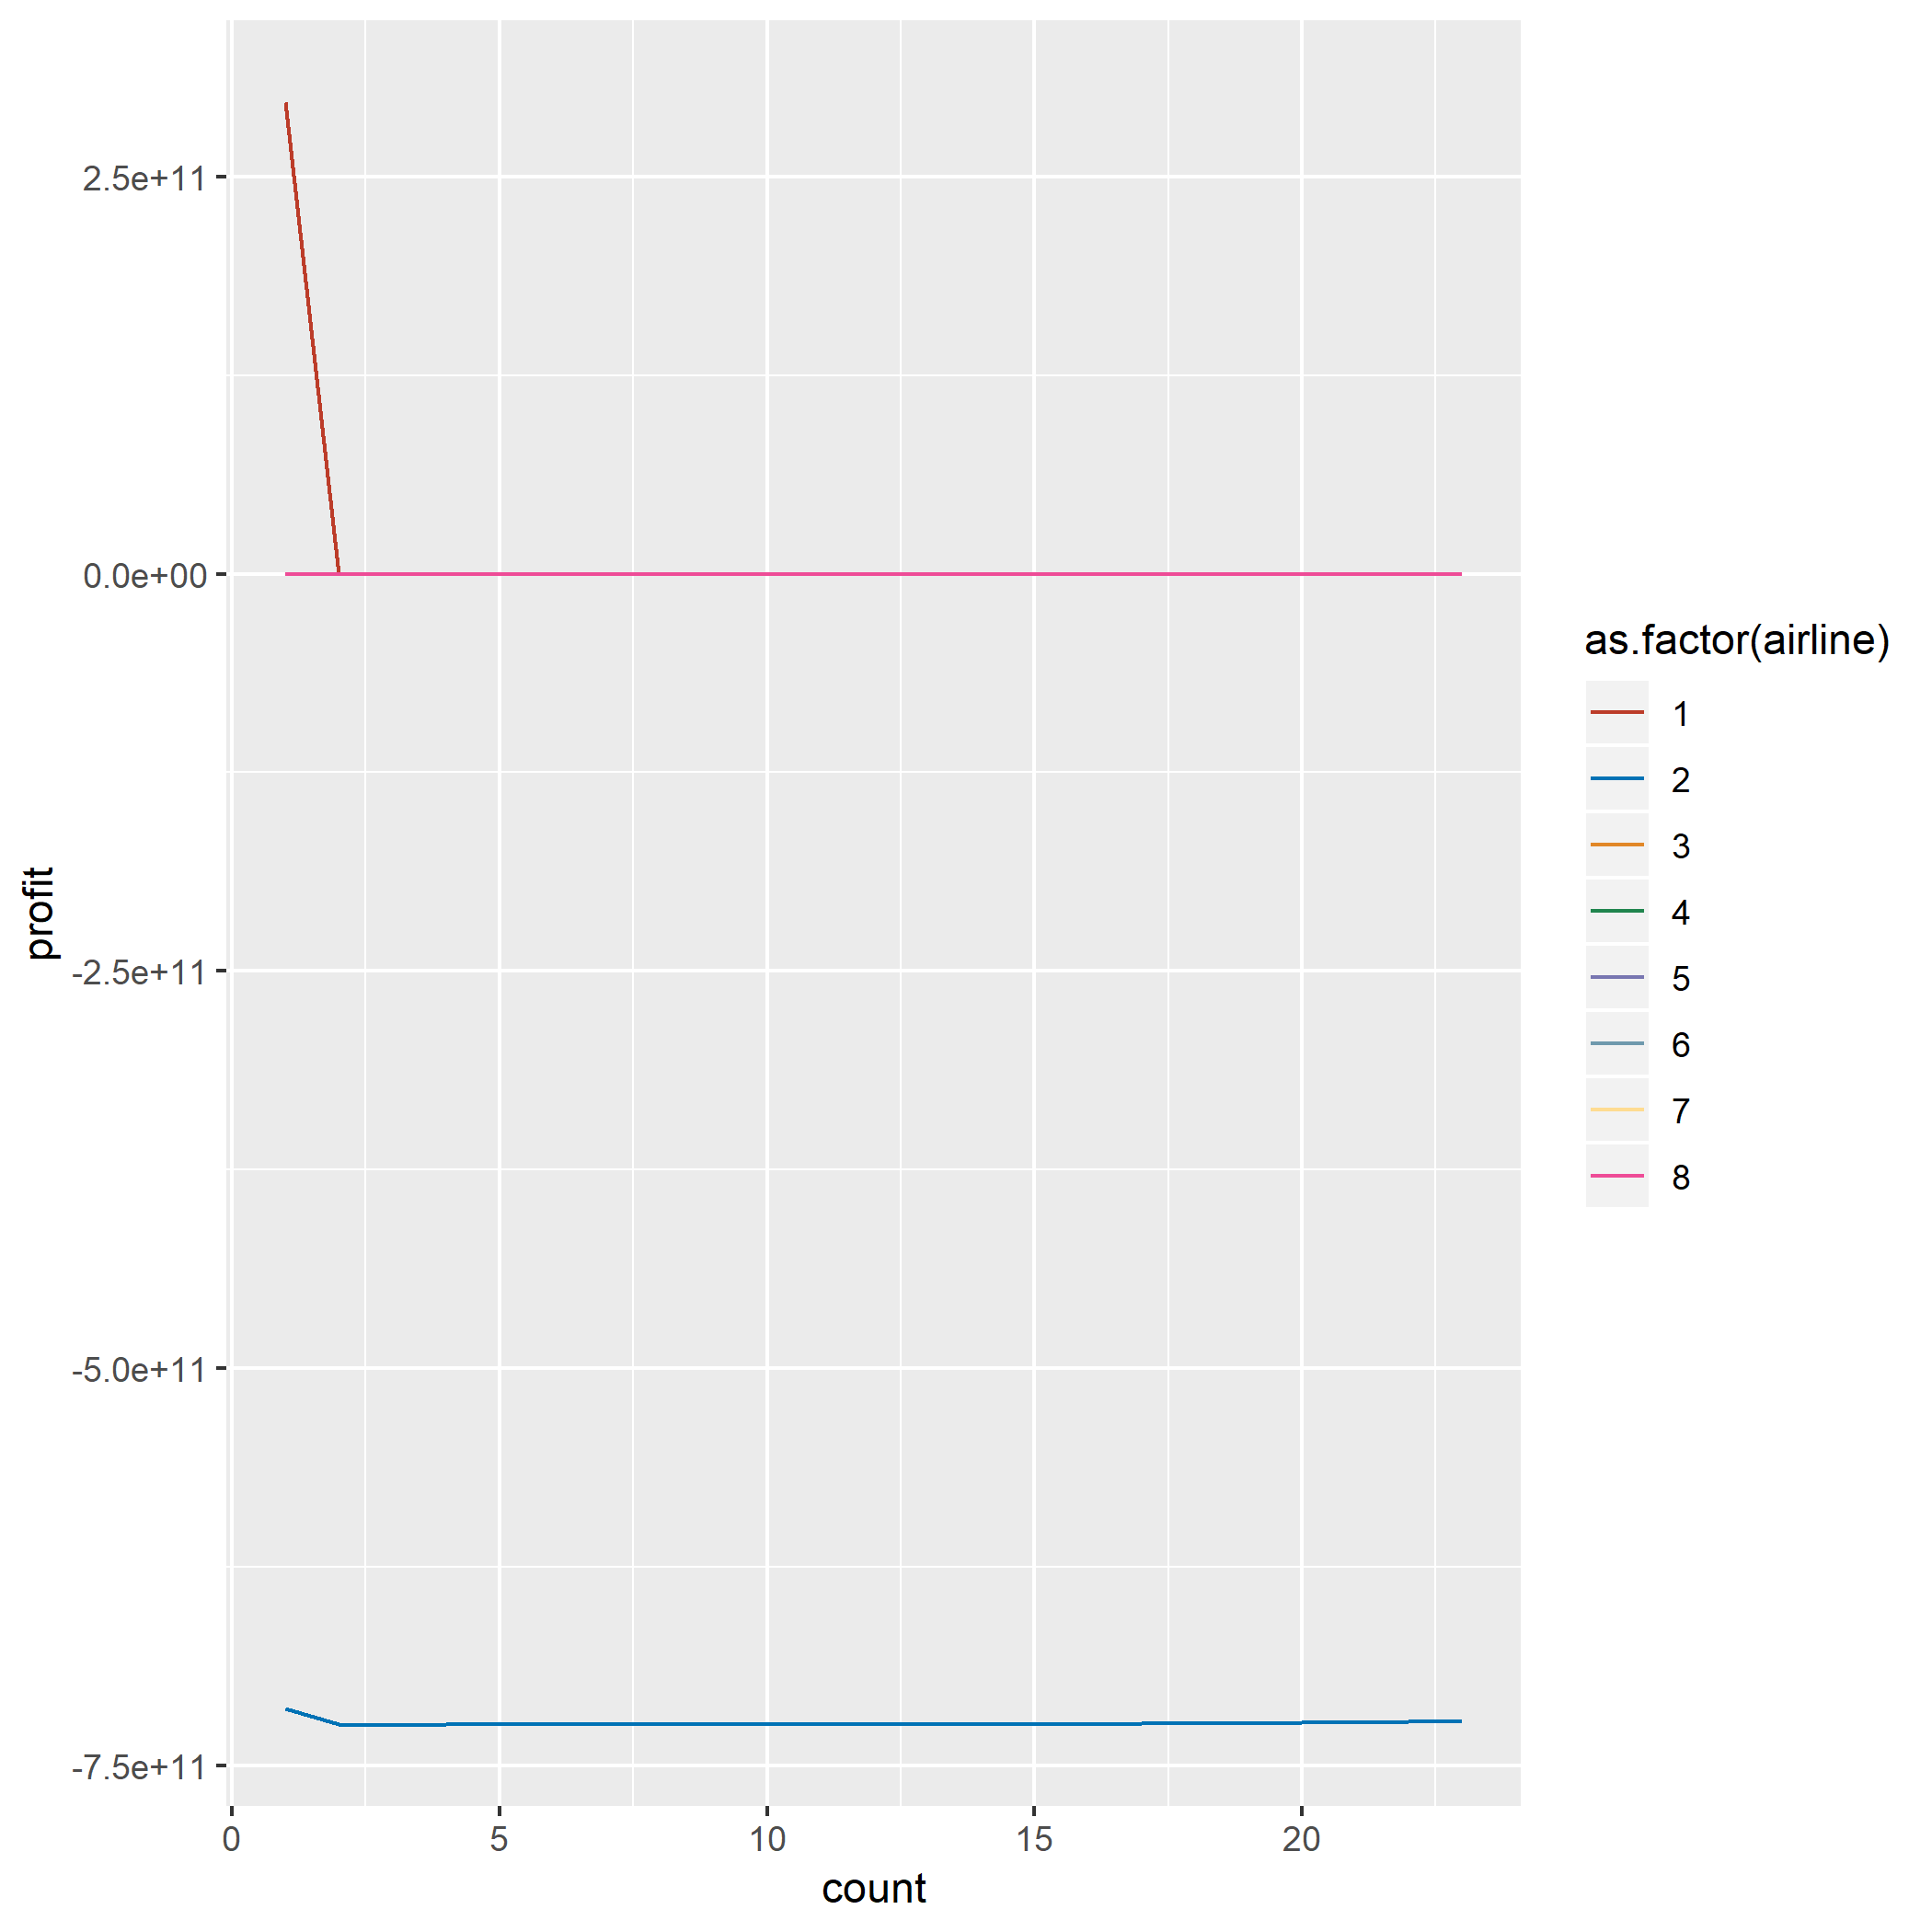 2.5e+11
0.0e+00
-2.5e+11
-5.0e+11
-7.5e+11
profit
0 5 10 15 20
count
as.factor(airline)
1
2
3
4
5
6
7
8